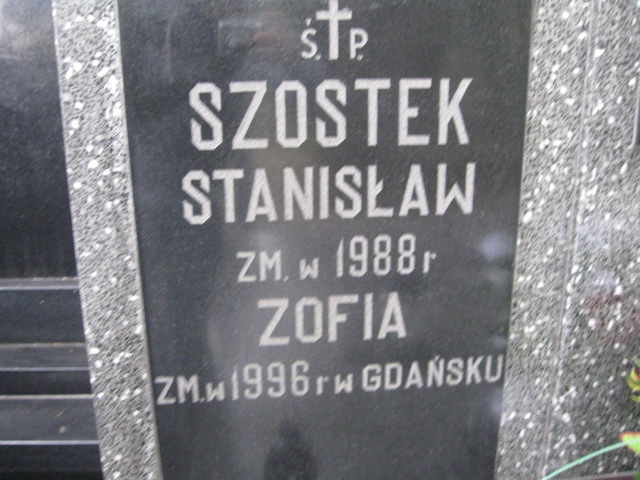 Ś.P.
SZOSTEK
STANISŁAW
ZM. w 1988 r
ZOFIA
ZM. w 1996 r w GDAŃSKU